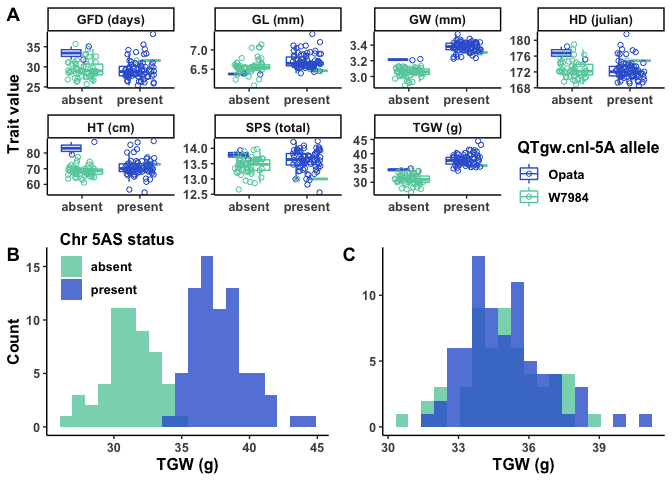 A
GFD (days)
GL (mm)
GW (mm)
HD (julian)
35
30
25
7.0
6.5
3.4
3.2
3.0
180
176
172
168
absent present
absent present
absent present
absent present
Trait value
HT (cm)
SPS (total)
TGW (g)
80
70
60
14.0
13.5
13.0
12.5
45
40
35
30
25
absent present
absent present
absent present
QTgw.cnl-5A allele
Opata
W7984
B
Chr 5AS status
absent
present
Count
15
10
5
0
30 35 40 45
TGW (g)
C
10
5
0
30 33 36 39
TGW (g)